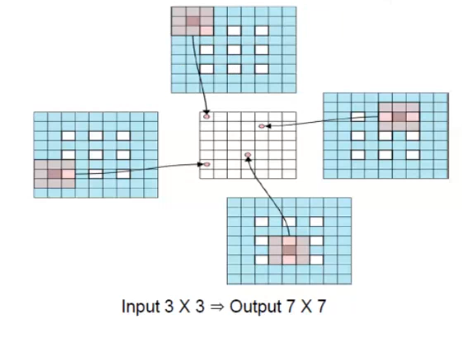 Input 3 X 3 ⇒ Output 7 X 7